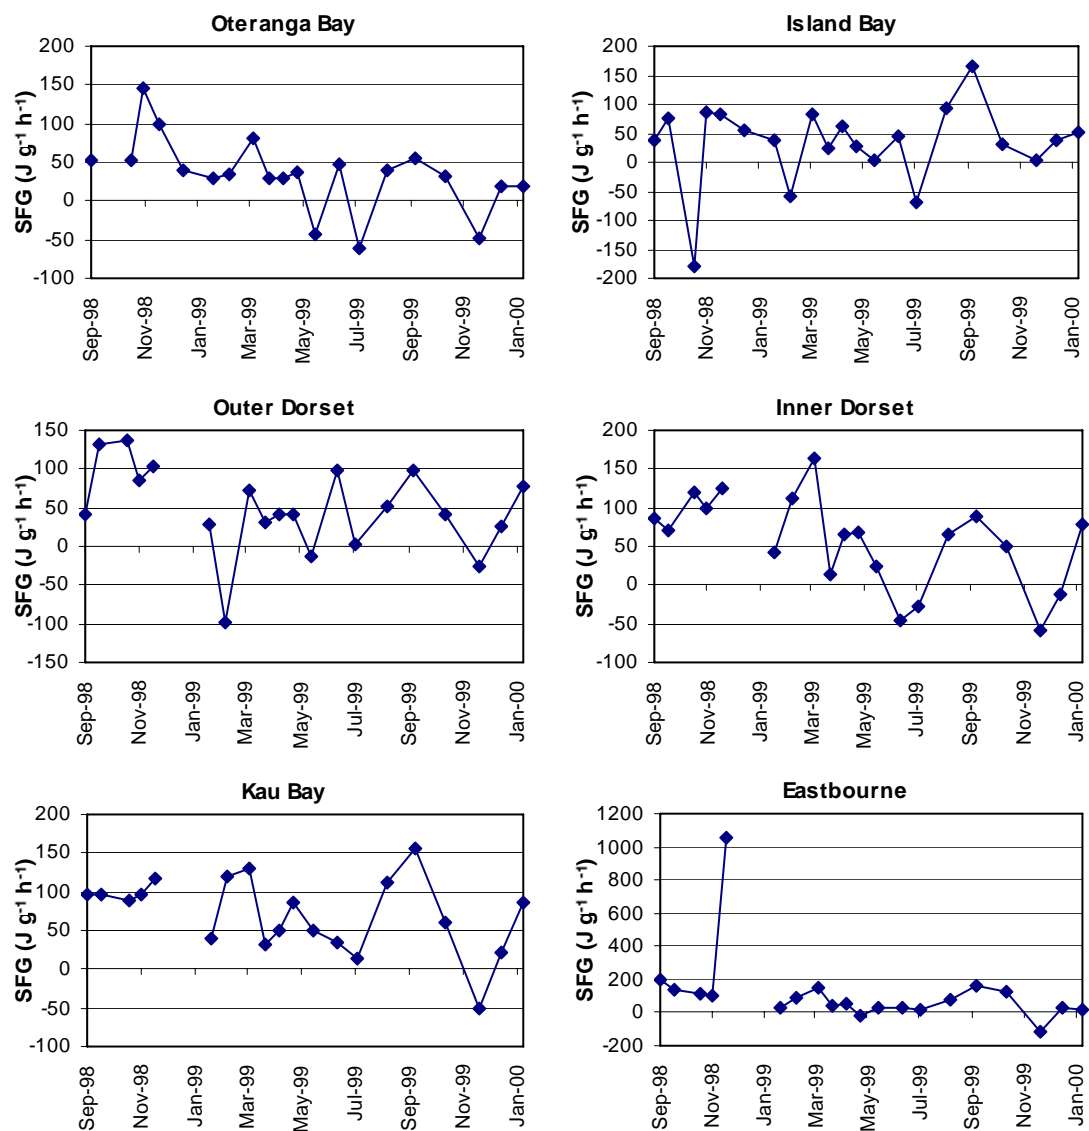 Oteranga Bay
SFG (J g⁻¹ h⁻¹)
200
150
100
50
0
-50
-100
Sep-98
Nov-98
Jan-99
Mar-99
May-99
Jul-99
Sep-99
Nov-99
Jan-00
Island Bay
SFG (J g⁻¹ h⁻¹)
200
150
100
50
0
-50
-100
-150
-200
Sep-98
Nov-98
Jan-99
Mar-99
May-99
Jul-99
Sep-99
Nov-99
Jan-00
Outer Dorset
SFG (J g⁻¹ h⁻¹)
150
100
50
0
-50
-100
-150
Sep-98
Nov-98
Jan-99
Mar-99
May-99
Jul-99
Sep-99
Nov-99
Jan-00
Inner Dorset
SFG (J g⁻¹ h⁻¹)
200
150
100
50
0
-50
-100
Sep-98
Nov-98
Jan-99
Mar-99
May-99
Jul-99
Sep-99
Nov-99
Jan-00
Kau Bay
SFG (J g⁻¹ h⁻¹)
200
150
100
50
0
-50
-100
Sep-98
Nov-98
Jan-99
Mar-99
May-99
Jul-99
Sep-99
Nov-99
Jan-00
Eastbourne
SFG (J g⁻¹ h⁻¹)
1200
1000
800
600
400
200
0
-200
Sep-98
Nov-98
Jan-99
Mar-99
May-99
Jul-99
Sep-99
Nov-99
Jan-00